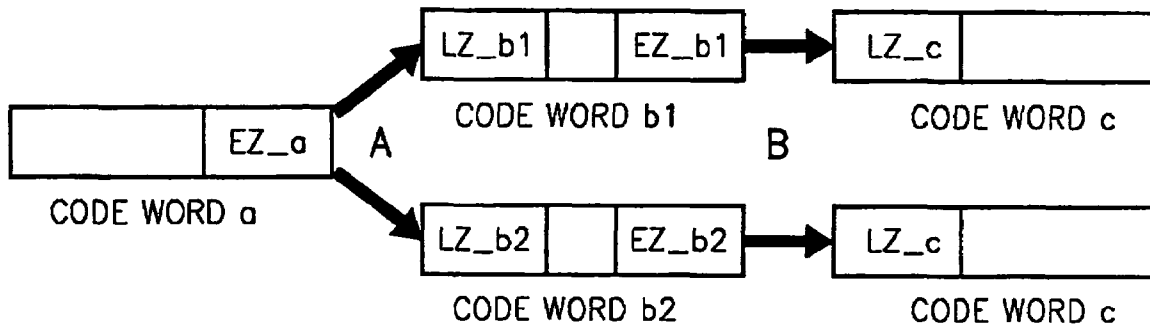 LZ_b1 EZ_b1 LZ_c
CODE WORD b1 CODE WORD c
EZ_a A B
CODE WORD a
LZ_b2 EZ_b2 LZ_c
CODE WORD b2 CODE WORD c